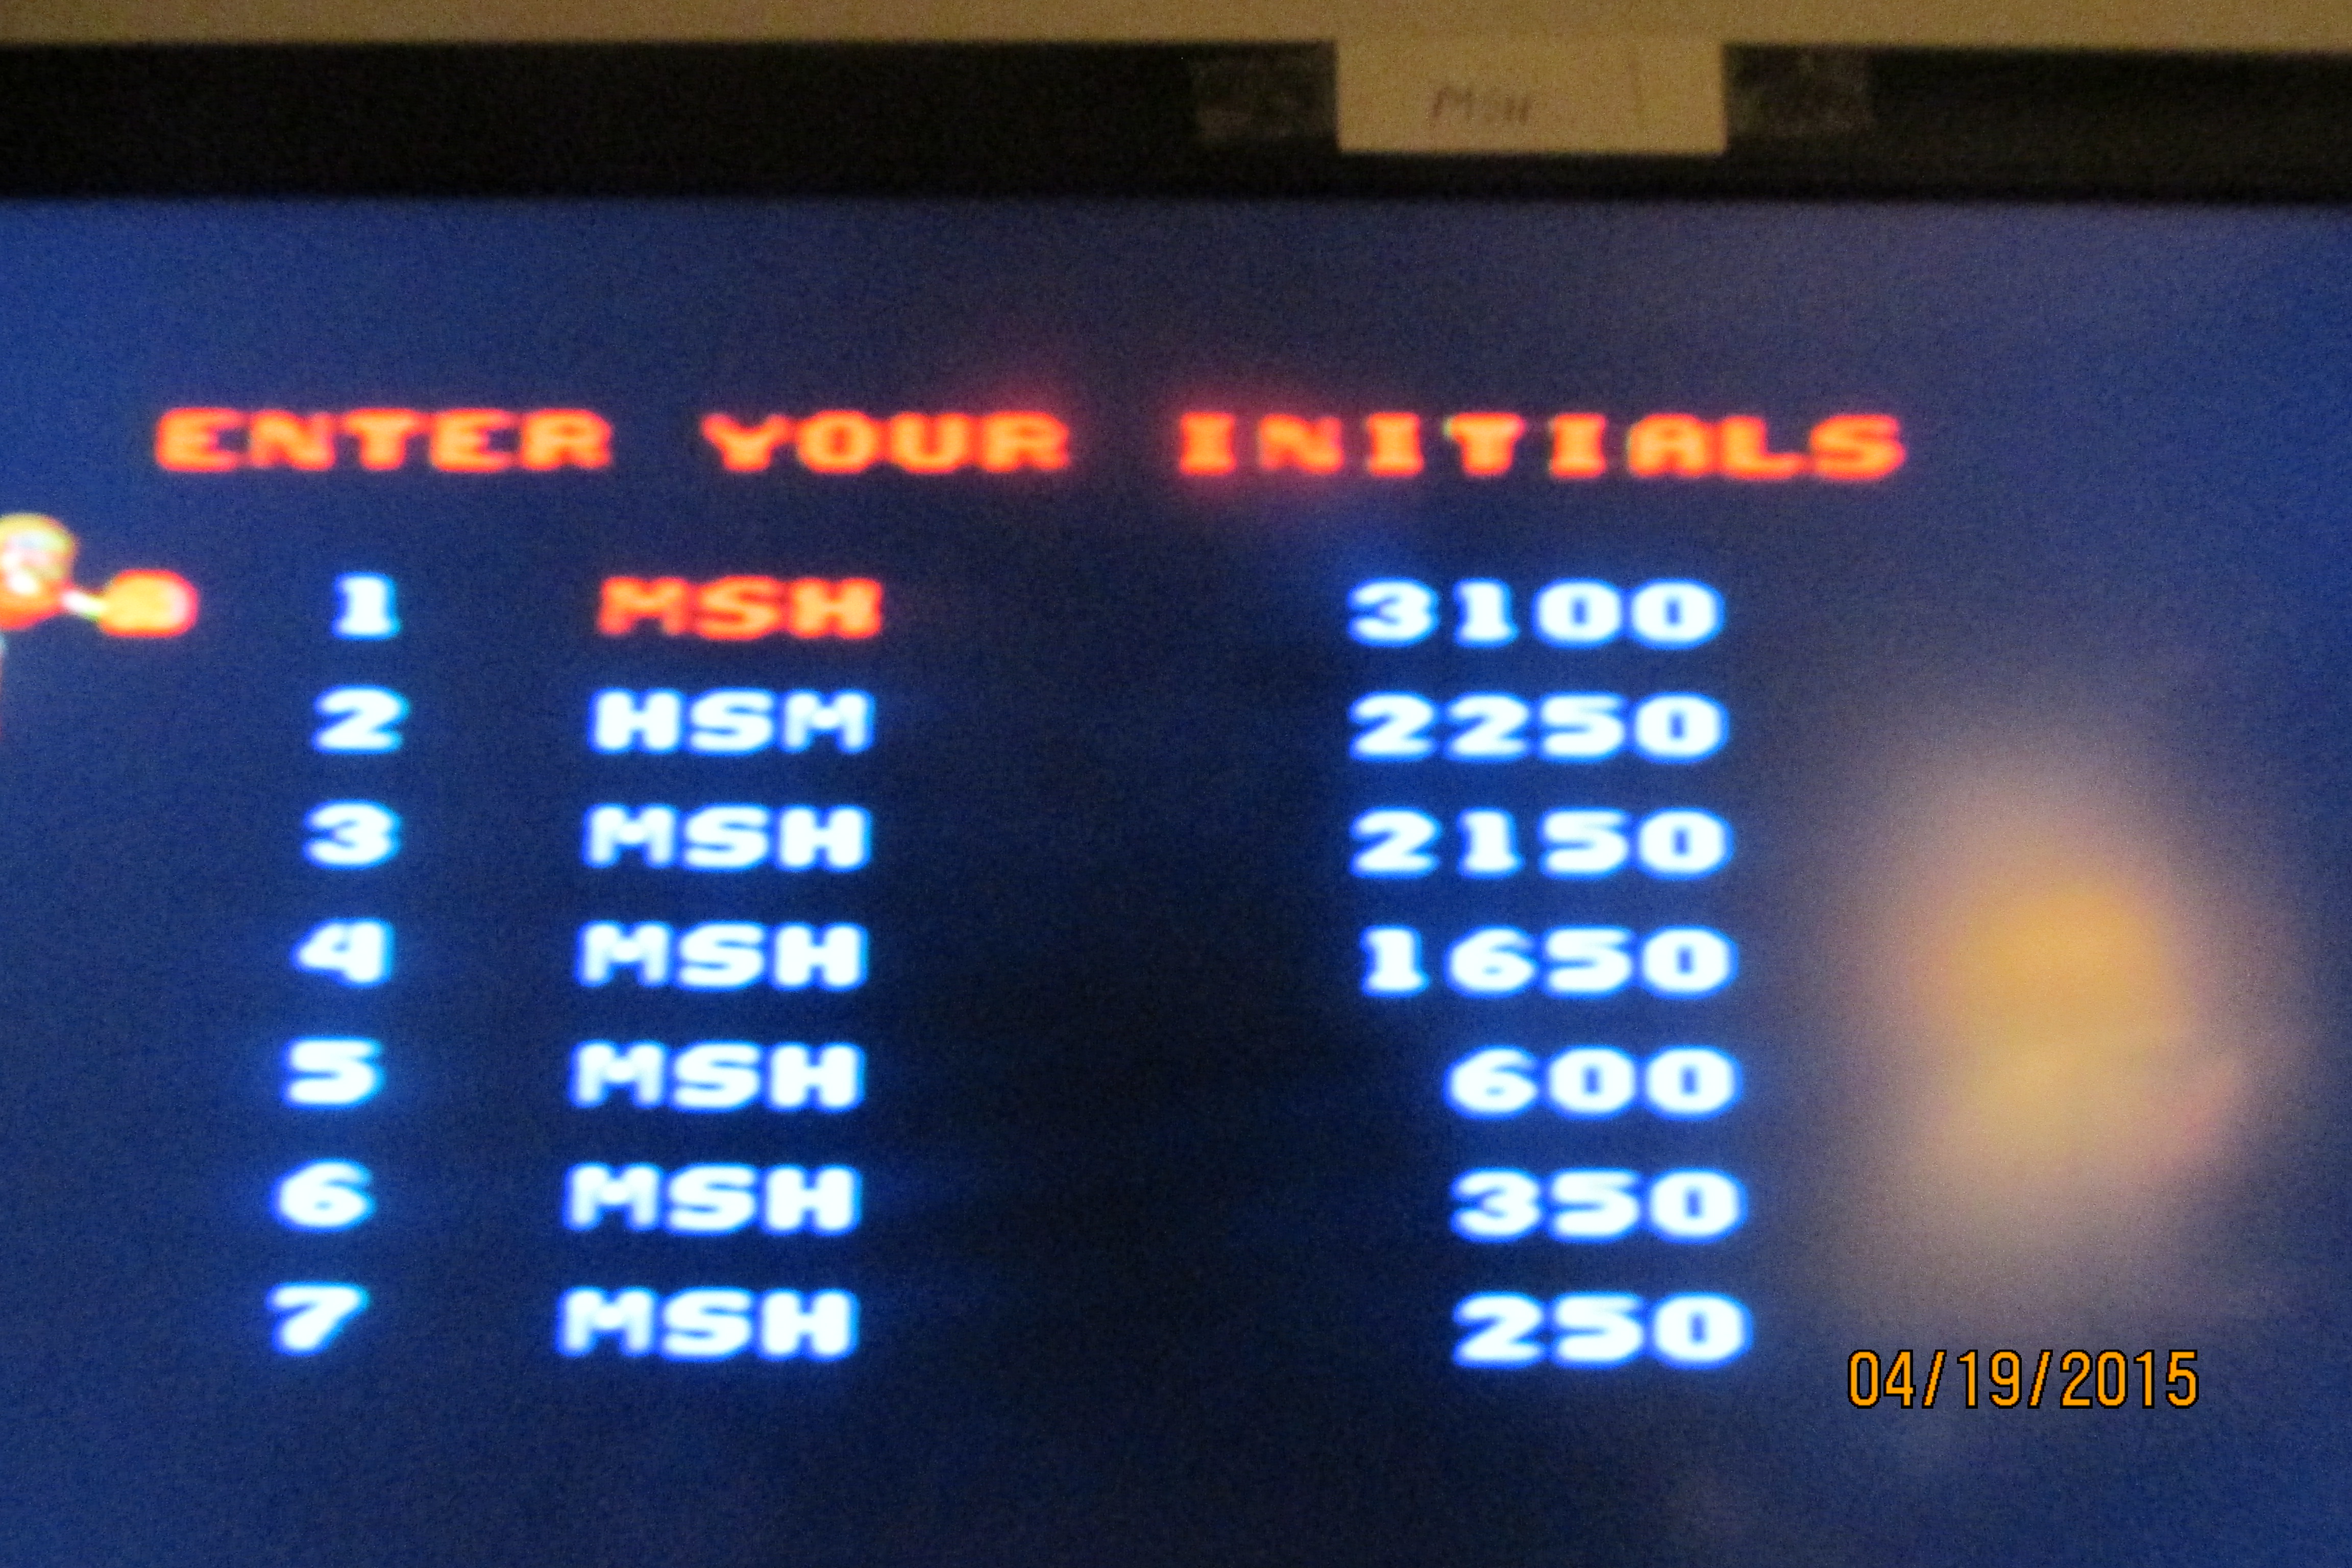 MSH
ENTER YOUR INITIALS
1 MSH 3100
2 HSM 2250
3 MSH 2150
4 MSH 1650
5 MSH 600
6 MSH 350
7 MSH 250
04/19/2015